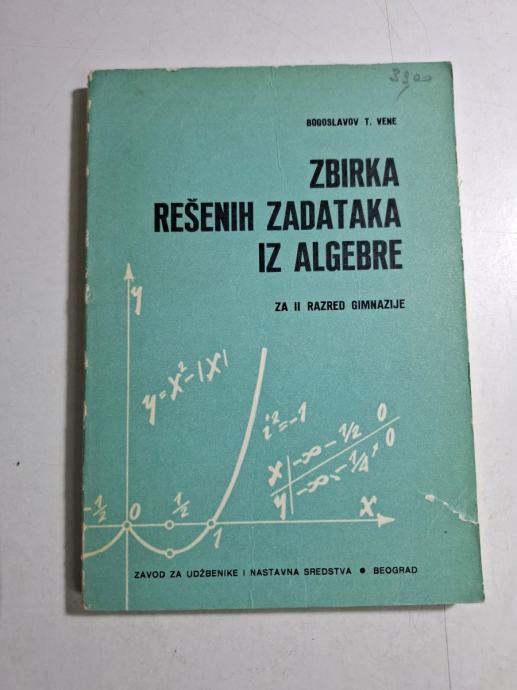 3900
BOGOSLAVOV T. VENE
ZBIRKA
REŠENIH ZADATAKA
IZ ALGEBRE
ZA II RAZRED GIMNAZIJE
y
y=x²-|x|
i²=-1
x -∞ -1/2 0
y -∞ -1/4 0
-1/2 0 1/2 1 x
ZAVOD ZA UDŽBENIKE I NASTAVNA SREDSTVA • BEOGRAD